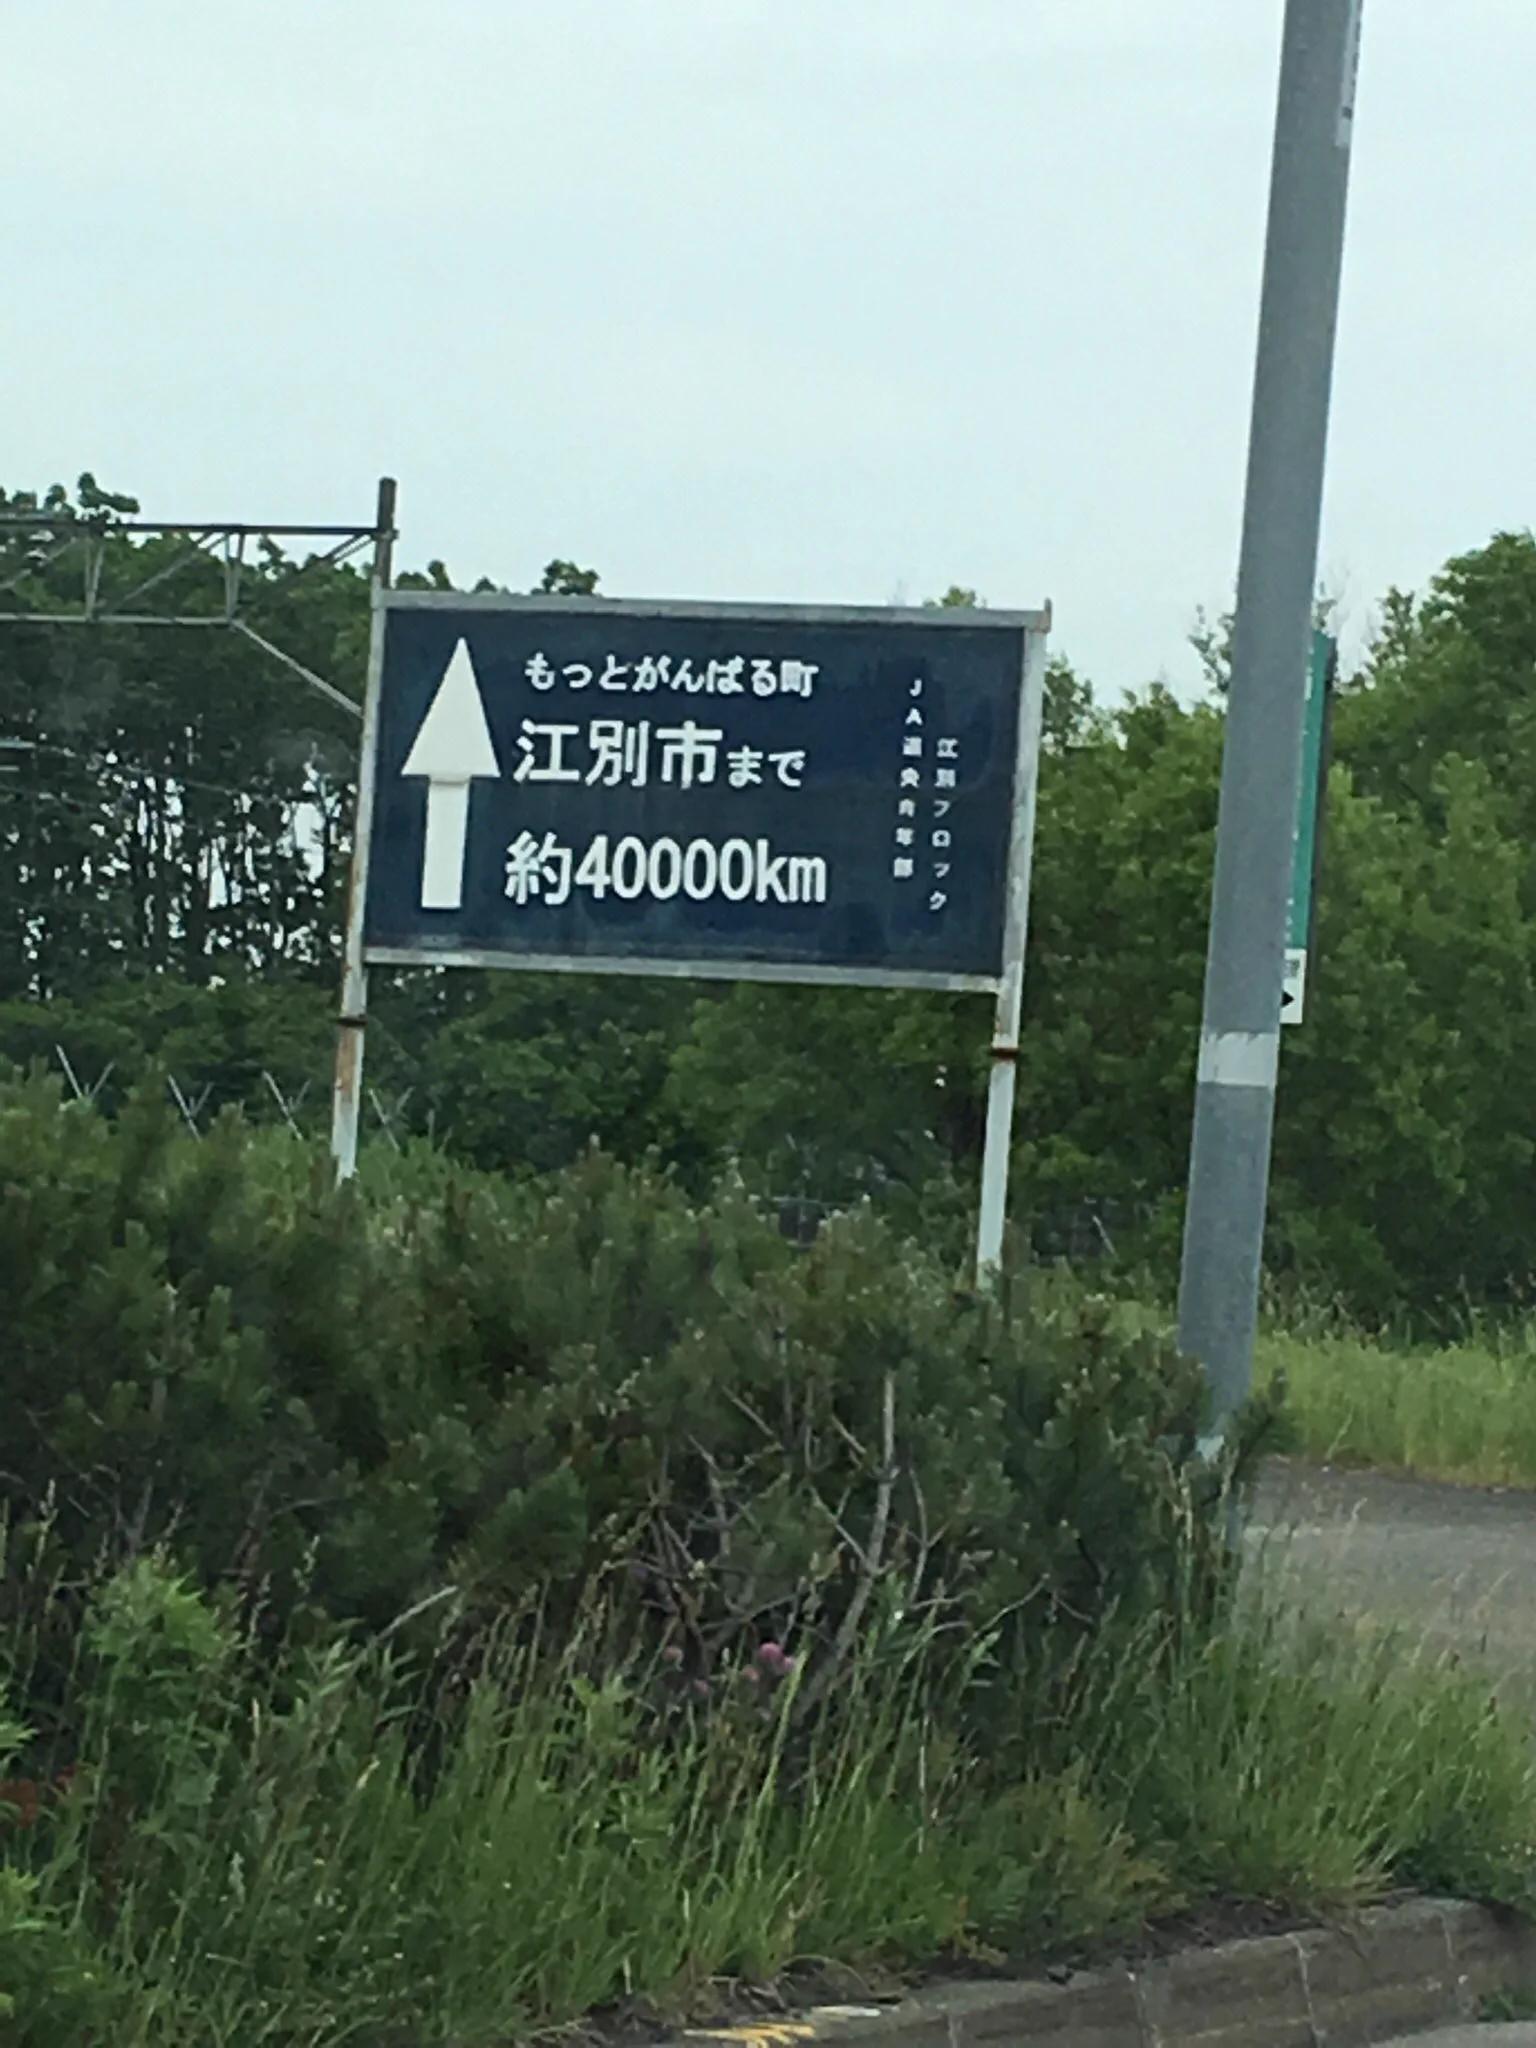 もっとがんばる町
江別市まで
約40000km
江別ブロック
JA道央青年部